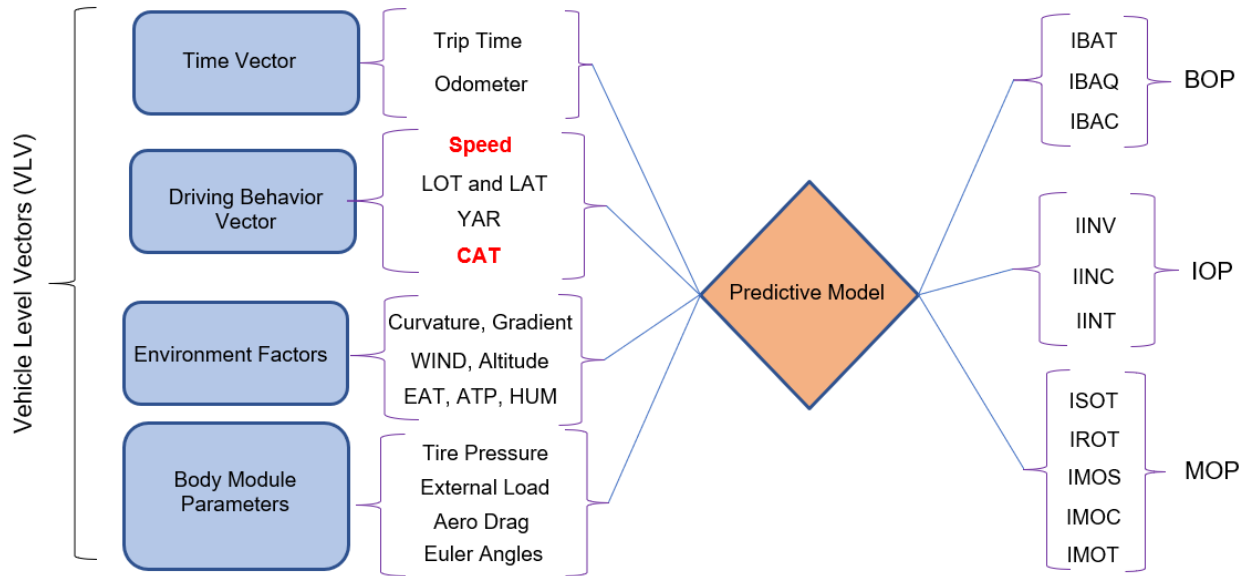 Vehicle Level Vectors (VLV)
Time Vector
Trip Time
Odometer
Driving Behavior
Vector
Speed
LOT and LAT
YAR
CAT
Environment Factors
Curvature, Gradient
WIND, Altitude
EAT, ATP, HUM
Body Module
Parameters
Tire Pressure
External Load
Aero Drag
Euler Angles
Predictive Model
IBAT
IBAQ
IBAC
BOP
IINV
IINC
IINT
IOP
ISOT
IROT
IMOS
IMOC
IMOT
MOP